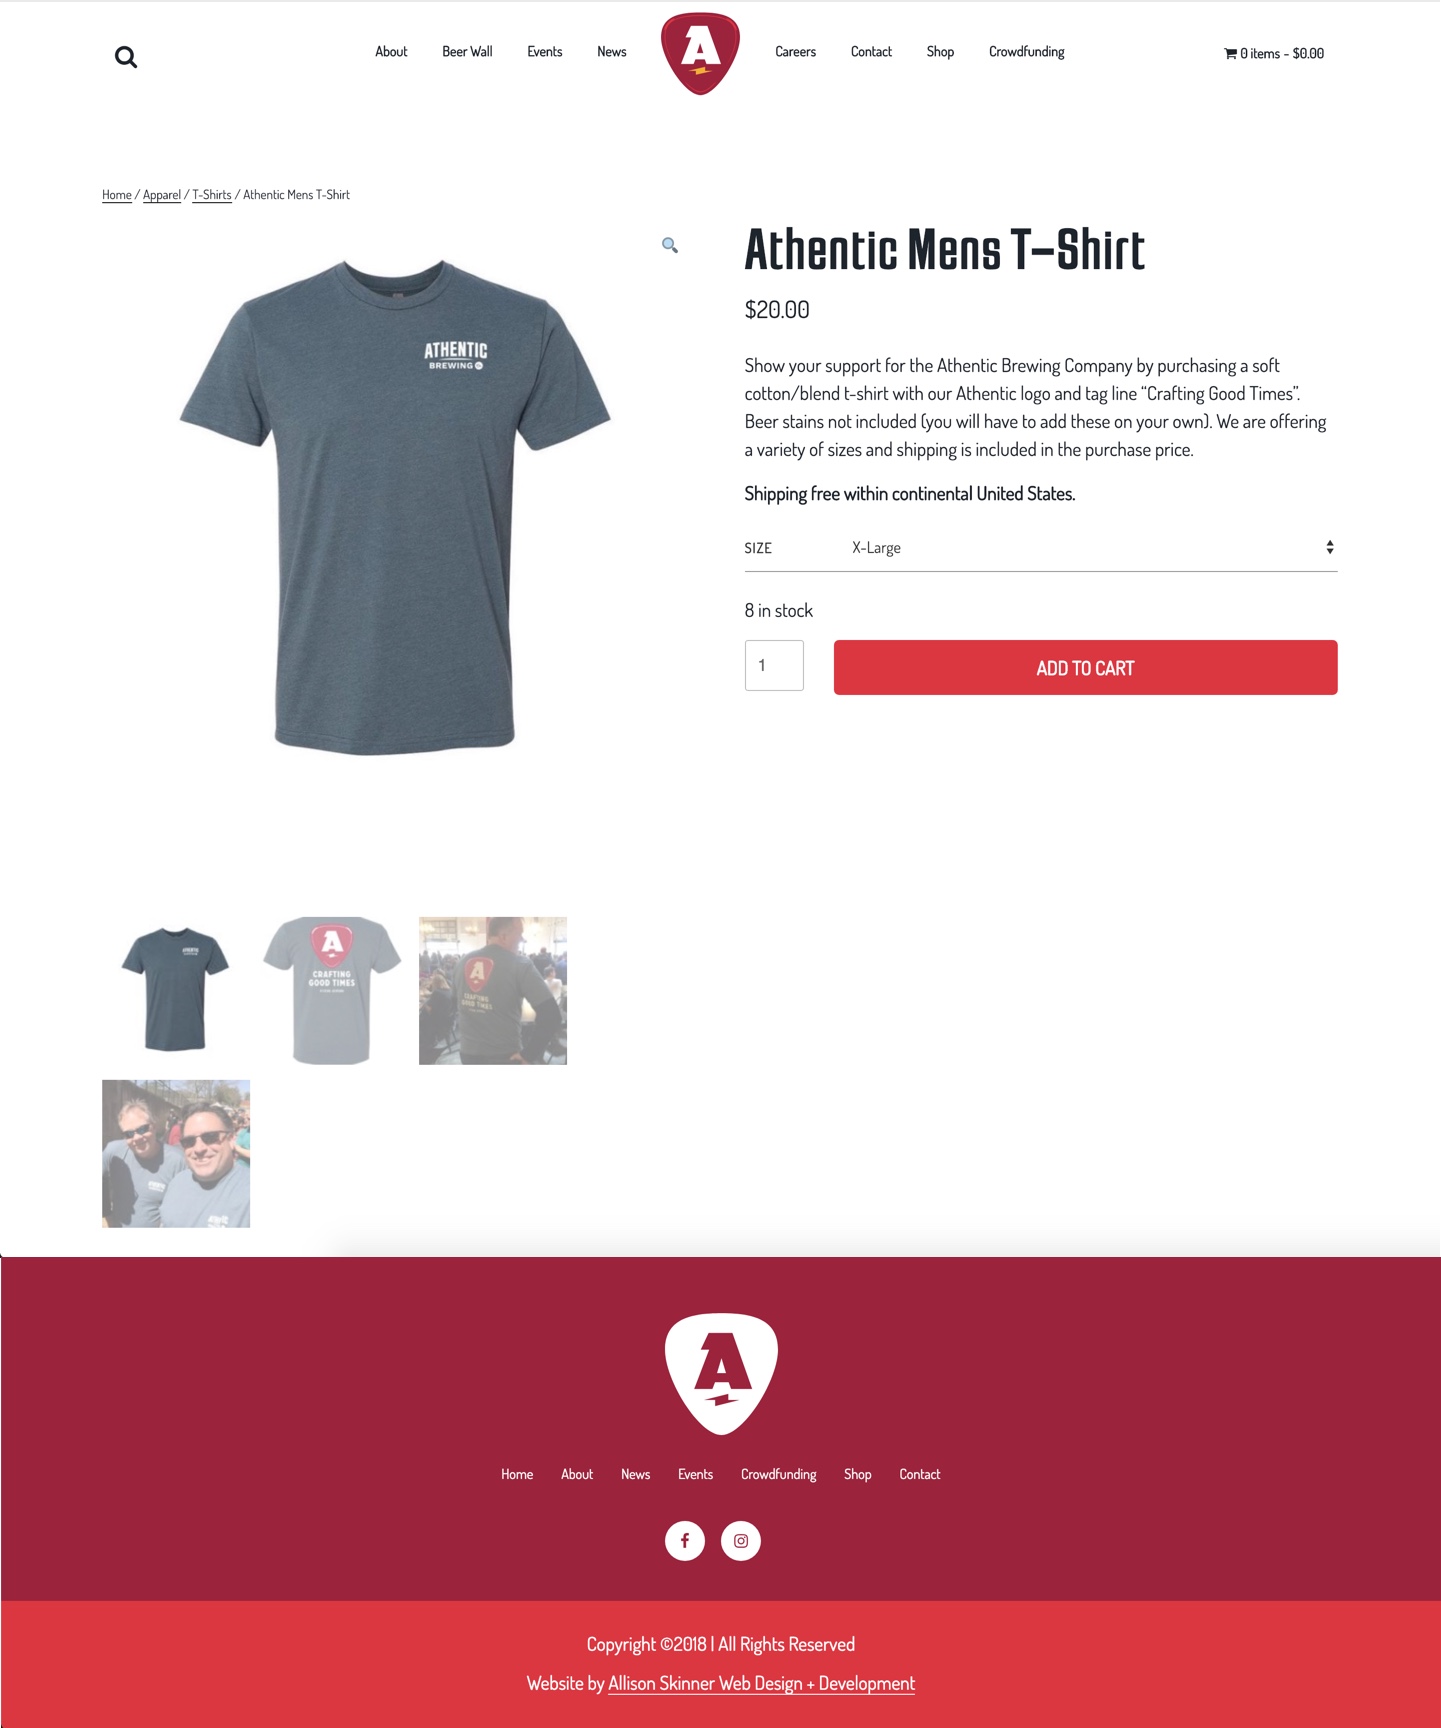 About Beer Wall Events News A Careers Contact Shop Crowdfunding 0 items - $0.00
Home / Apparel / T-Shirts / Athentic Mens T-Shirt
Athentic Mens T-Shirt
$20.00
ATHENTIC
BREWING
Show your support for the Athentic Brewing Company by purchasing a soft
cotton/blend t-shirt with our Athentic logo and tag line “Crafting Good Times”.
Beer stains not included (you will have to add these on your own). We are offering
a variety of sizes and shipping is included in the purchase price.
Shipping free within continental United States.
SIZE X-Large
8 in stock
1 ADD TO CART
ATHENTIC
A
CRAFTING
GOOD TIMES
A
CRAFTING
GOOD TIMES
A
Home About News Events Crowdfunding Shop Contact
Copyright ©2018 | All Rights Reserved
Website by Allison Skinner Web Design + Development